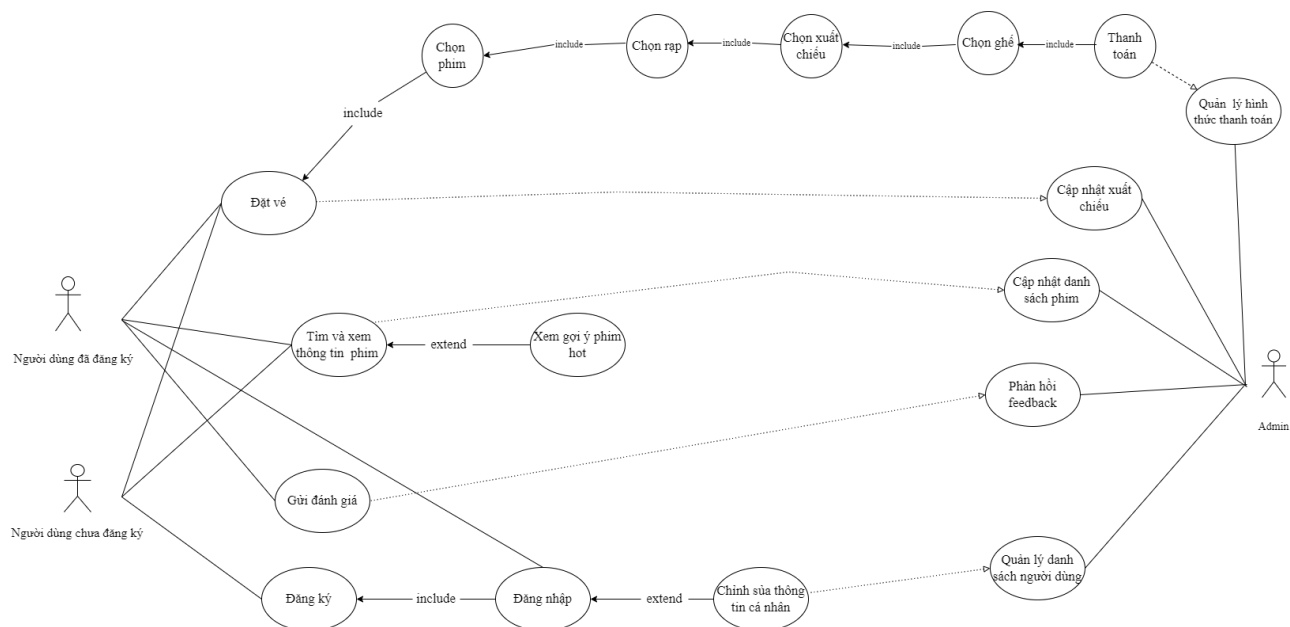 Chọn
phim
include
Chọn rạp
include
Chọn xuất
chiếu
include
Chọn ghế
include
Thanh
toán
Quản lý hình
thức thanh toán
include
Đặt vé
Cập nhật xuất
chiếu
Cập nhật danh
sách phim
Người dùng đã đăng ký
Tìm và xem
thông tin phim
extend
Xem gợi ý phim
hot
Phản hồi
feedback
Admin
Người dùng chưa đăng ký
Gửi đánh giá
Quản lý danh
sách người dùng
Đăng ký
include
Đăng nhập
extend
Chỉnh sủa thông
tin cá nhân